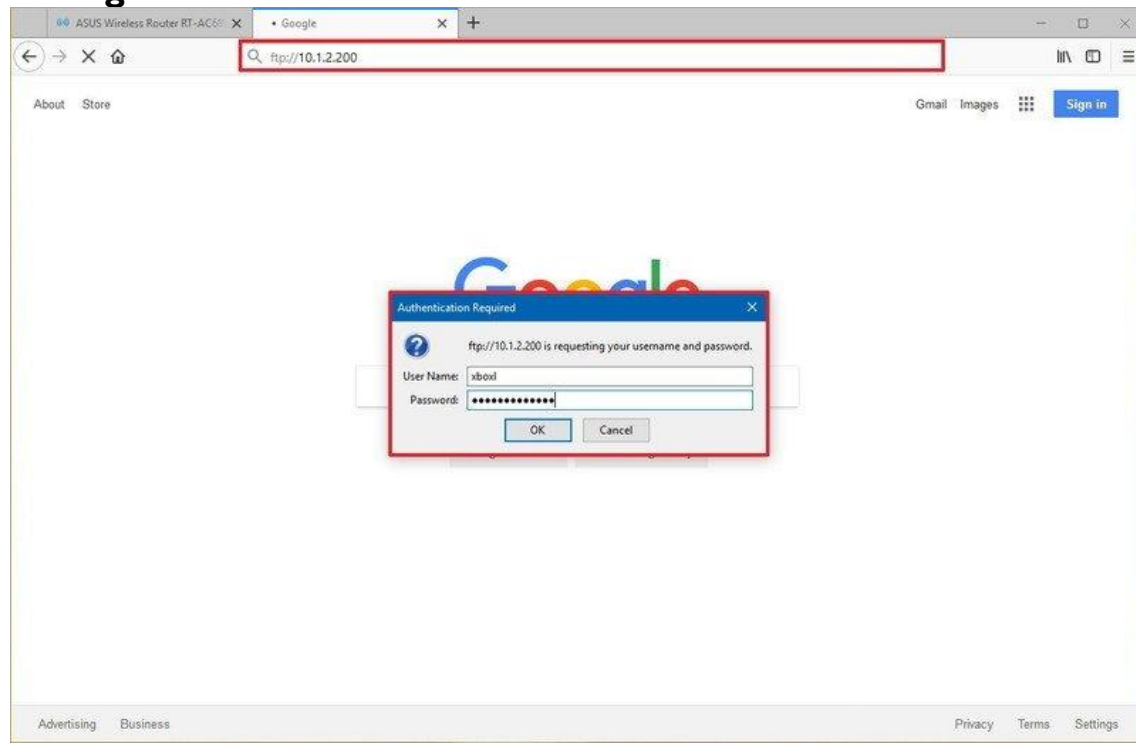 ASUS Wireless Router RT-AC68
• Google
ftp://10.1.2.200
About Store
Gmail Images Sign in
Google
Authentication Required
ftp://10.1.2.200 is requesting your username and password.
User Name: xboxl
Password: •••••••••••••
OK Cancel
Advertising Business
Privacy Terms Settings